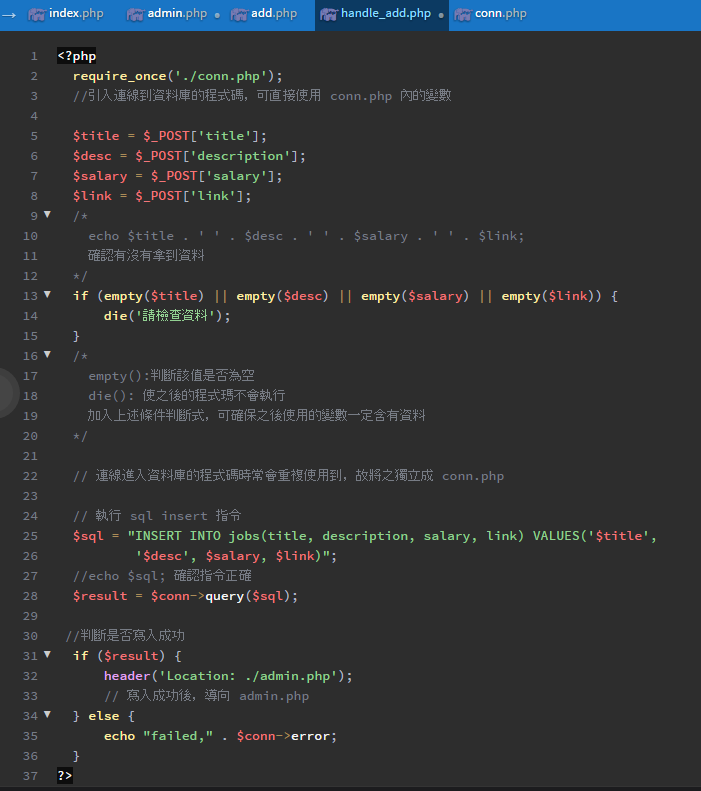 → index.php admin.php ● add.php handle_add.php ● conn.php
1 <?php
2 require_once('./conn.php');
3 //引入連線到資料庫的程式碼，可直接使用 conn.php 內的變數
4
5 $title = $_POST['title'];
6 $desc = $_POST['description'];
7 $salary = $_POST['salary'];
8 $link = $_POST['link'];
9 /*
10 echo $title . ' ' . $desc . ' ' . $salary . ' ' . $link;
11 確認有沒有拿到資料
12 */
13 if (empty($title) || empty($desc) || empty($salary) || empty($link)) {
14 die('請檢查資料');
15 }
16 /*
17 empty():判斷該值是否為空
18 die(): 使之後的程式瑪不會執行
19 加入上述條件判斷式，可確保之後使用的變數一定含有資料
20 */
21
22 // 連線進入資料庫的程式碼時常會重複使用到，故將之獨立成 conn.php
23
24 // 執行 sql insert 指令
25 $sql = "INSERT INTO jobs(title, description, salary, link) VALUES('$title',
26 '$desc', $salary, $link)";
27 //echo $sql; 確認指令正確
28 $result = $conn->query($sql);
29
30 //判斷是否寫入成功
31 if ($result) {
32 header('Location: ./admin.php');
33 // 寫入成功後，導向 admin.php
34 } else {
35 echo "failed," . $conn->error;
36 }
37 ?>